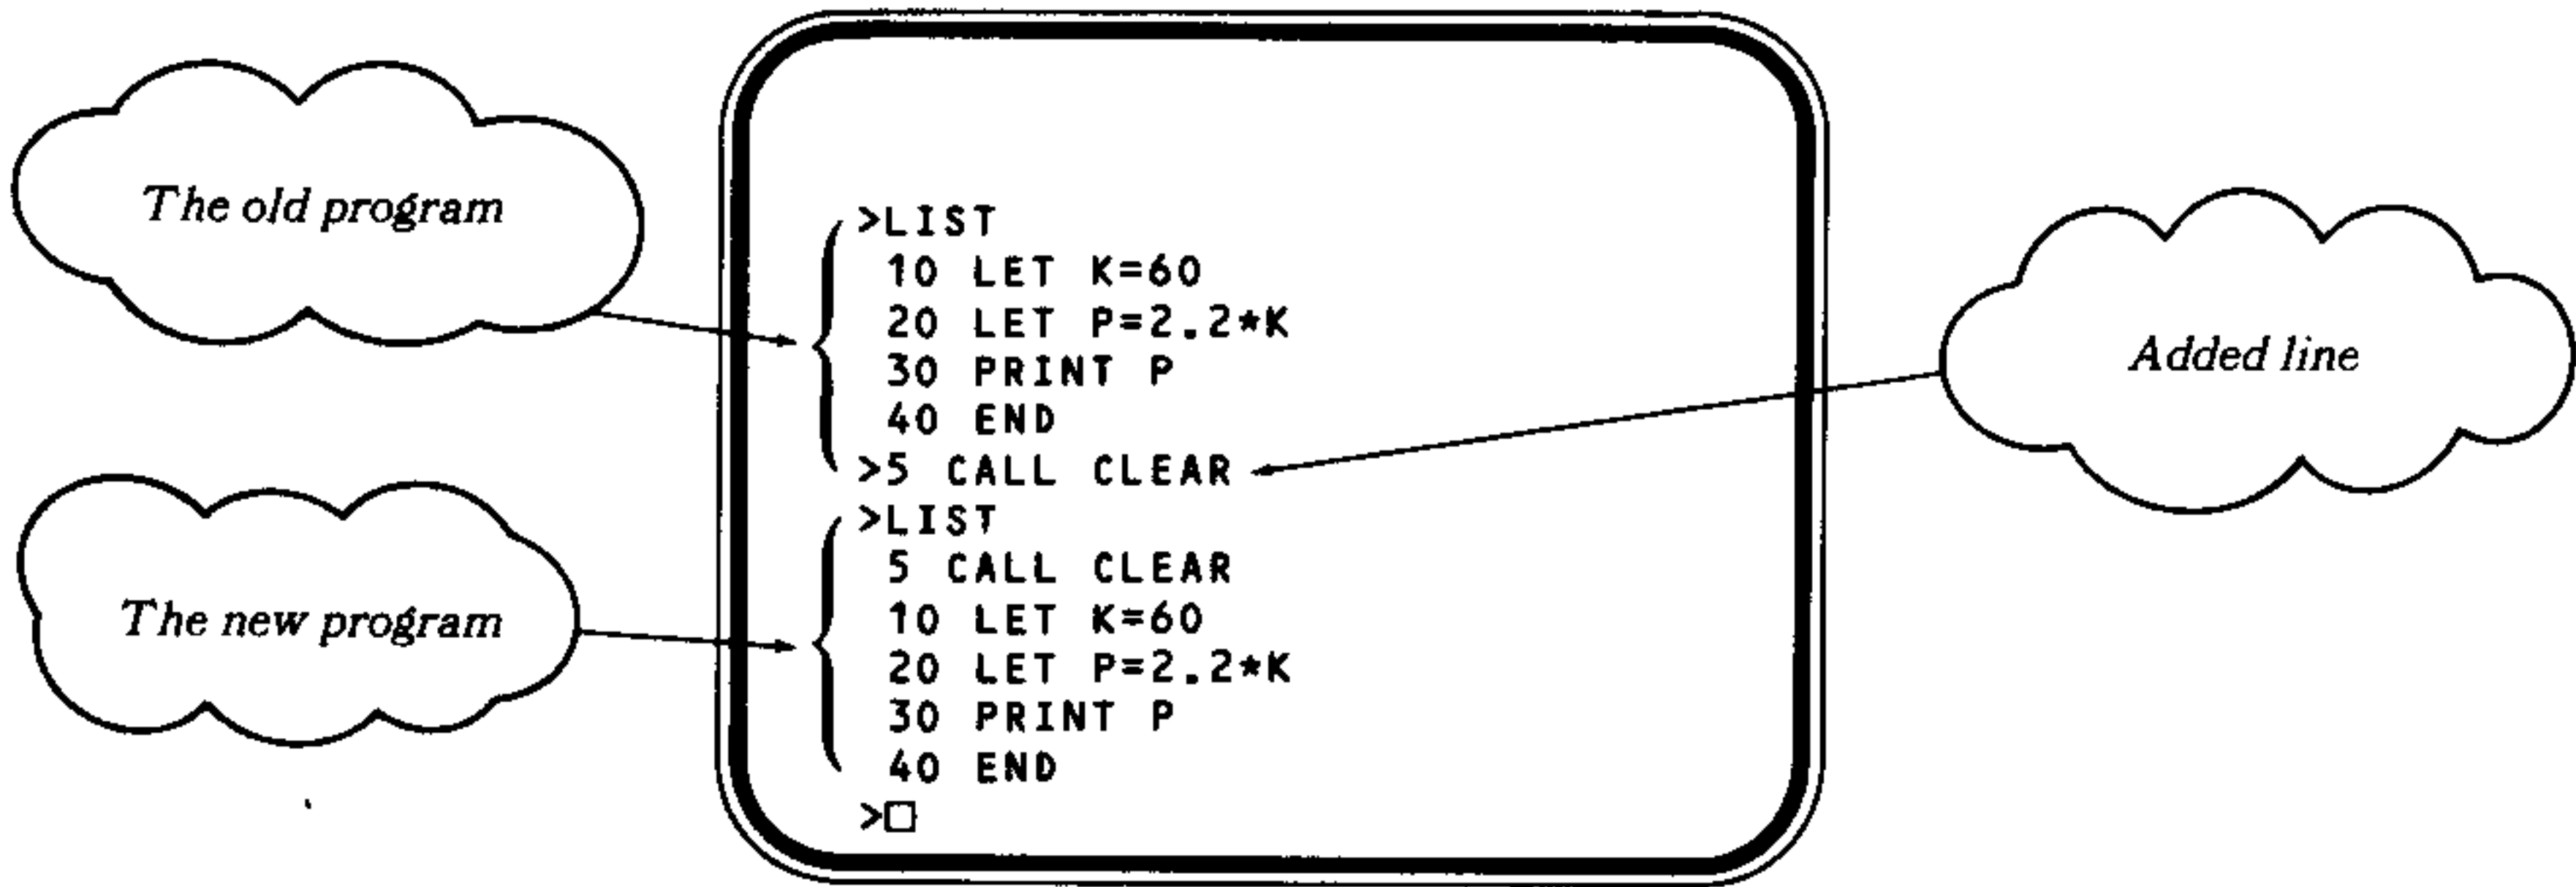 The old program
>LIST
10 LET K=60
20 LET P=2.2*K
30 PRINT P
40 END
>5 CALL CLEAR
Added line
The new program
>LIST
5 CALL CLEAR
10 LET K=60
20 LET P=2.2*K
30 PRINT P
40 END
>□